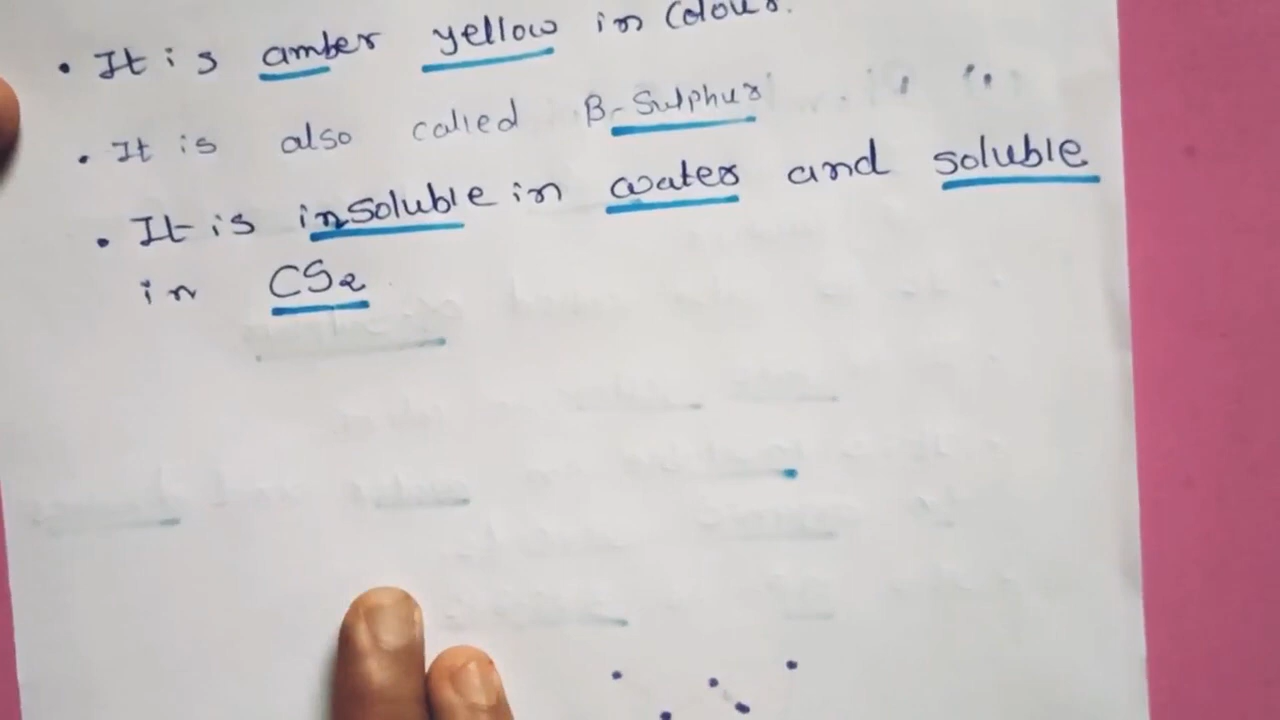 • It is amber yellow in colour.
• It is also called β-Sulphur
• It is insoluble in water and soluble
in CS2